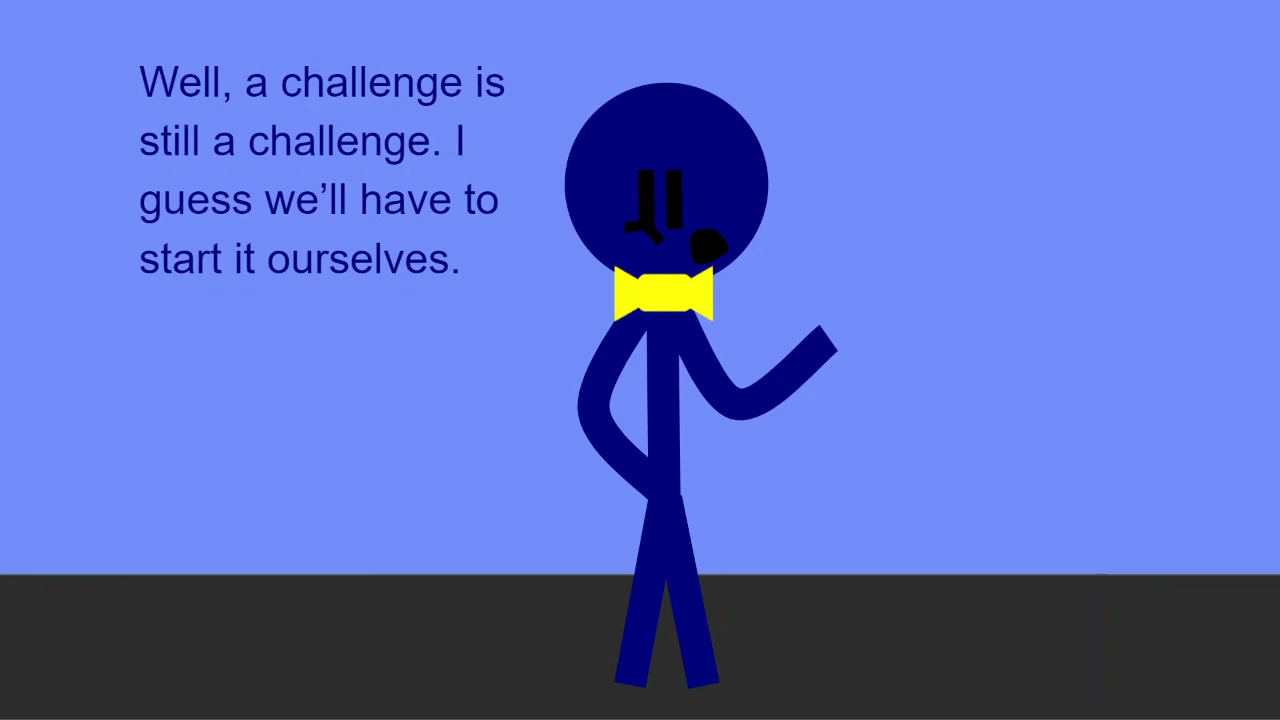 Well, a challenge is
still a challenge. I
guess we’ll have to
start it ourselves.